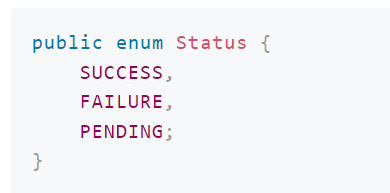 public enum Status {
    SUCCESS,
    FAILURE,
    PENDING;
}